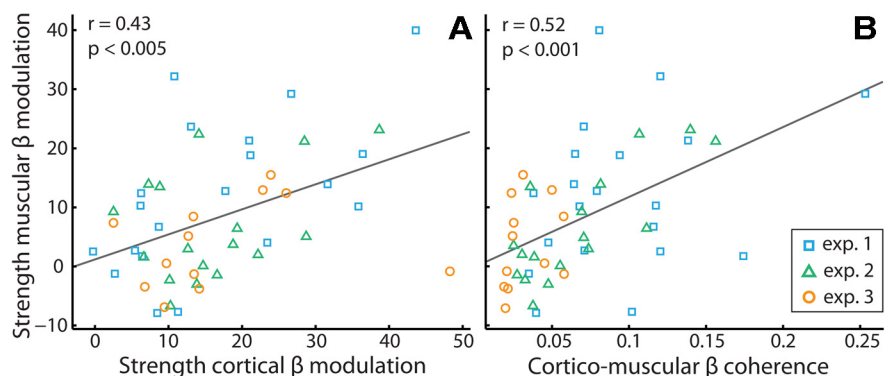 A
B
r = 0.43
p < 0.005
r = 0.52
p < 0.001
Strength muscular β modulation
40
30
20
10
0
−10
0 10 20 30 40 50
0.05 0.1 0.15 0.2 0.25
Strength cortical β modulation
Cortico-muscular β coherence
exp. 1
exp. 2
exp. 3